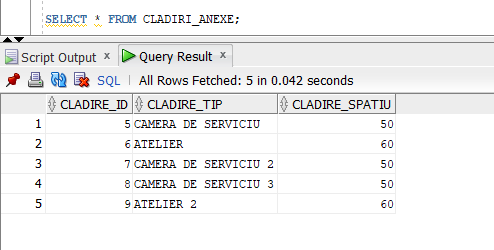 SELECT * FROM CLADIRI_ANEXE;
Script Output x Query Result x
SQL | All Rows Fetched: 5 in 0.042 seconds
CLADIRE_ID CLADIRE_TIP CLADIRE_SPATIU
1 5 CAMERA DE SERVICIU 50
2 6 ATELIER 60
3 7 CAMERA DE SERVICIU 2 50
4 8 CAMERA DE SERVICIU 3 50
5 9 ATELIER 2 60